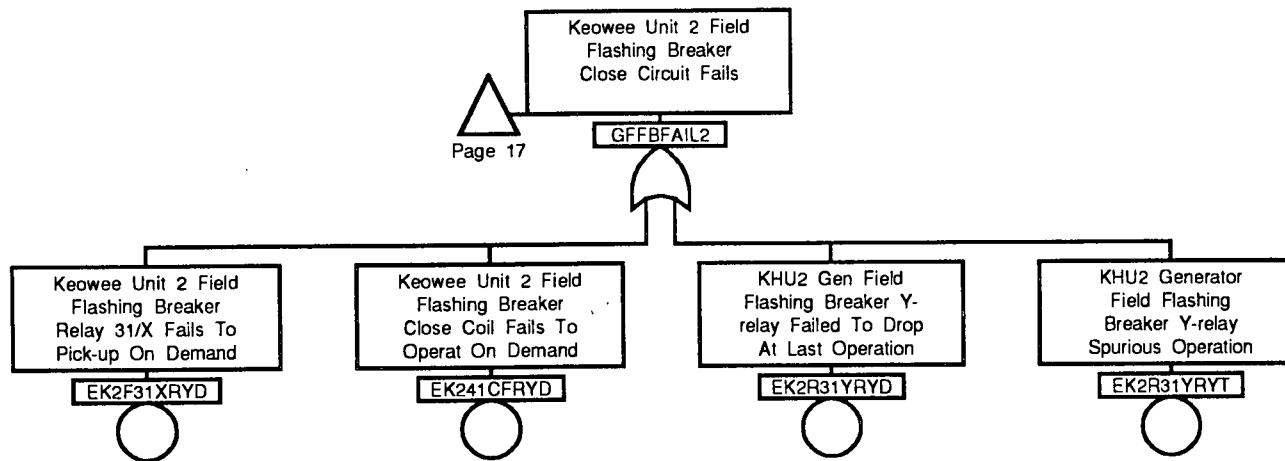 Keowee Unit 2 Field
Flashing Breaker
Close Circuit Fails
Page 17
GFFBFAIL2
Keowee Unit 2 Field
Flashing Breaker
Relay 31/X Fails To
Pick-up On Demand
EK2F31XRYD
Keowee Unit 2 Field
Flashing Breaker
Close Coil Fails To
Operat On Demand
EK241CFRYD
KHU2 Gen Field
Flashing Breaker Y-
relay Failed To Drop
At Last Operation
EK2R31YRYD
KHU2 Generator
Field Flashing
Breaker Y-relay
Spurious Operation
EK2R31YRYT